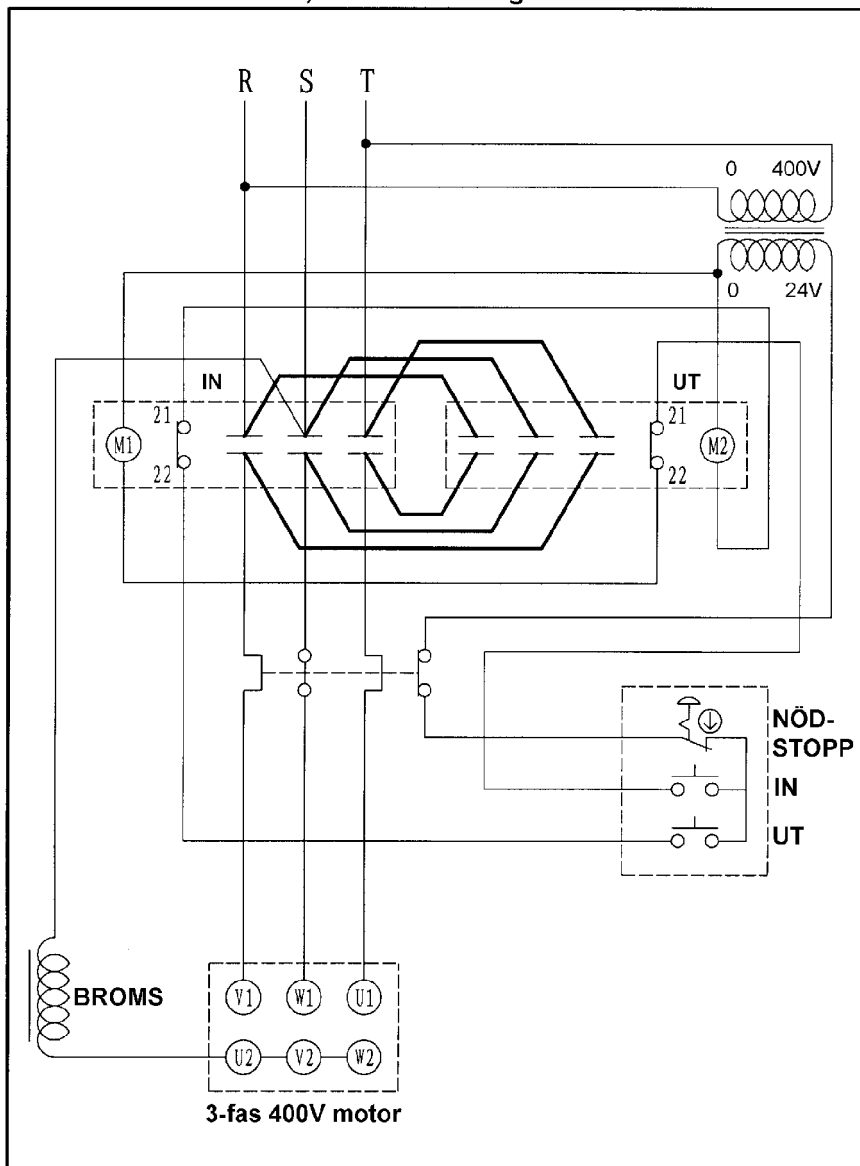 R S T
0 400V
0 24V
IN UT
21 21
M1 M2
22 22
NÖD-
STOPP
IN
UT
BROMS
V1 W1 U1
U2 V2 W2
3-fas 400V motor